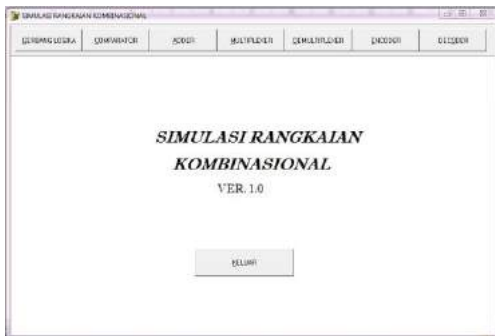 SIMULASI RANGKAIAN KOMBINASIONAL
GERBANG LOGIKA COMPARATOR ADDER MULTIPLEXER DEMULTIPLEXER ENCODER DECODER
SIMULASI RANGKAIAN
KOMBINASIONAL
VER. 1.0
KELUAR